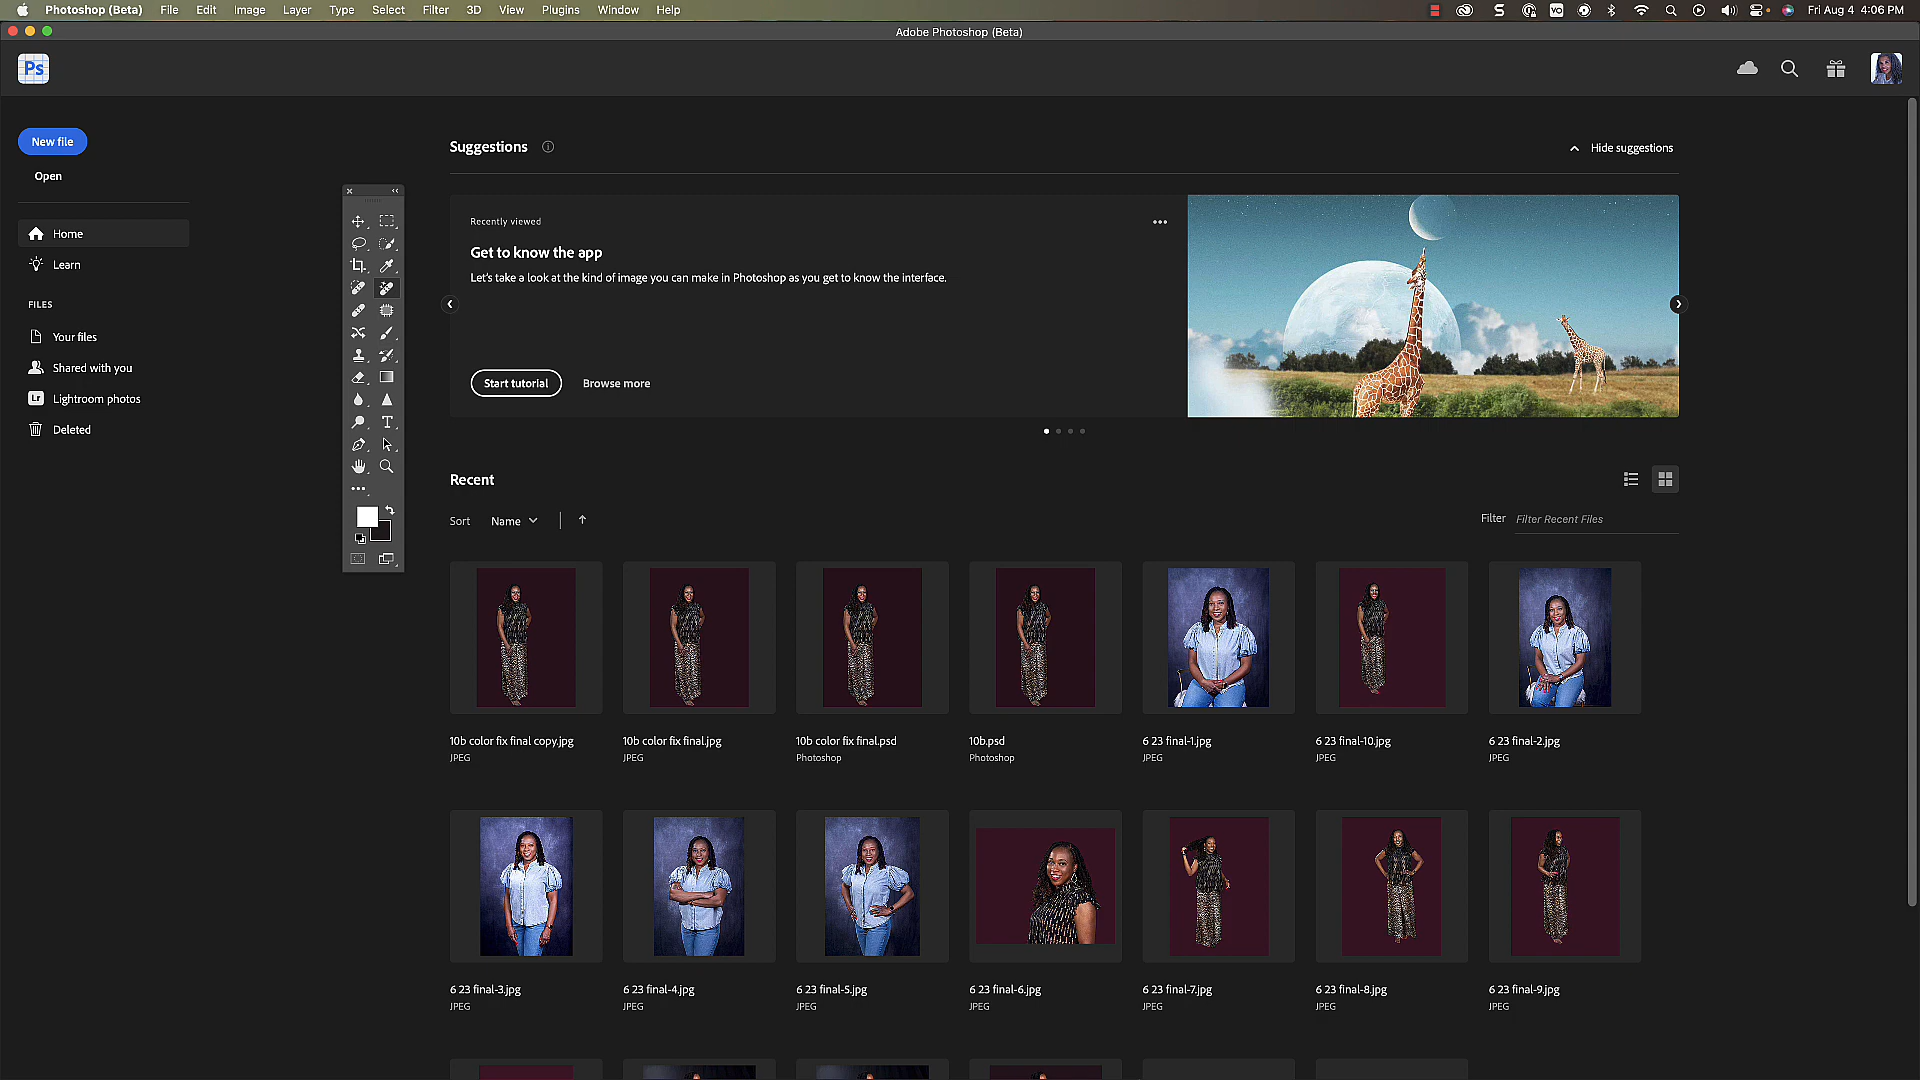 Photoshop (Beta) File Edit Image Layer Type Select Filter 3D View Plugins Window Help Fri Aug 4 4:06 PM
Adobe Photoshop (Beta)
Ps
New file
Open
Home
Learn
FILES
Your files
Shared with you
Lr Lightroom photos
Deleted
Suggestions
Hide suggestions
Recently viewed
Get to know the app
Let's take a look at the kind of image you can make in Photoshop as you get to know the interface.
Start tutorial Browse more
Recent
Sort Name
Filter Filter Recent Files
10b color fix final copy.jpg 10b color fix final.jpg 10b color fix final.psd 10b.psd 6 23 final-1.jpg 6 23 final-10.jpg 6 23 final-2.jpg
JPEG JPEG Photoshop Photoshop JPEG JPEG JPEG
6 23 final-3.jpg 6 23 final-4.jpg 6 23 final-5.jpg 6 23 final-6.jpg 6 23 final-7.jpg 6 23 final-8.jpg 6 23 final-9.jpg
JPEG JPEG JPEG JPEG JPEG JPEG JPEG